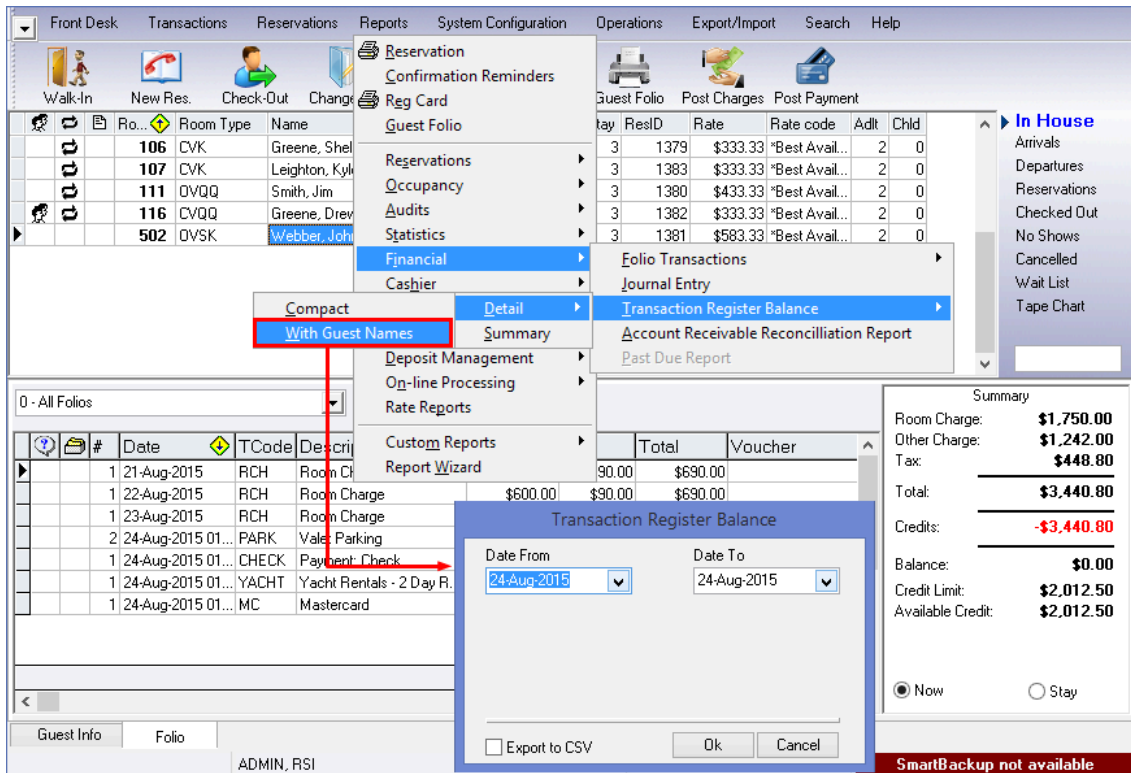 Front Desk Transactions Reservations Reports System Configuration Operations Export/Import Search Help
Walk-In New Res. Check-Out Change Guest Folio Post Charges Post Payment
Reservation
Confirmation Reminders
Reg Card
Guest Folio
Reservations
Occupancy
Audits
Statistics
Financial
Cashier
Deposit Management
On-line Processing
Rate Reports
Custom Reports
Report Wizard
Folio Transactions
Journal Entry
Transaction Register Balance
Account Receivable Reconcilliation Report
Past Due Report
Detail
Summary
Compact
With Guest Names
Ro... Room Type Name tay ResID Rate Rate code Adlt Chld
106 CVK Greene, Shel 3 1379 $333.33 *Best Avail... 2 0
107 CVK Leighton, Kyl 3 1383 $333.33 *Best Avail... 2 0
111 OVQQ Smith, Jim 3 1380 $433.33 *Best Avail... 2 0
116 CVQQ Greene, Drew 3 1382 $333.33 *Best Avail... 2 0
502 OVSK Webber, John 3 1381 $583.33 *Best Avail... 2 0
In House
Arrivals
Departures
Reservations
Checked Out
No Shows
Cancelled
Wait List
Tape Chart
0 - All Folios
# Date TCode Descrip Total Voucher
1 21-Aug-2015 RCH Room Ch 90.00 $690.00
1 22-Aug-2015 RCH Room Charge $600.00 $90.00 $690.00
1 23-Aug-2015 RCH Room Charge
2 24-Aug-2015 01... PARK Valet Parking
1 24-Aug-2015 01... CHECK Payment: Check
1 24-Aug-2015 01... YACHT Yacht Rentals - 2 Day R...
1 24-Aug-2015 01... MC Mastercard
Transaction Register Balance
Date From Date To
24-Aug-2015 24-Aug-2015
Export to CSV Ok Cancel
Summary
Room Charge: $1,750.00
Other Charge: $1,242.00
Tax: $448.80
Total: $3,440.80
Credits: -$3,440.80
Balance: $0.00
Credit Limit: $2,012.50
Available Credit: $2,012.50
Now Stay
Guest Info Folio
ADMIN, RSI
SmartBackup not available